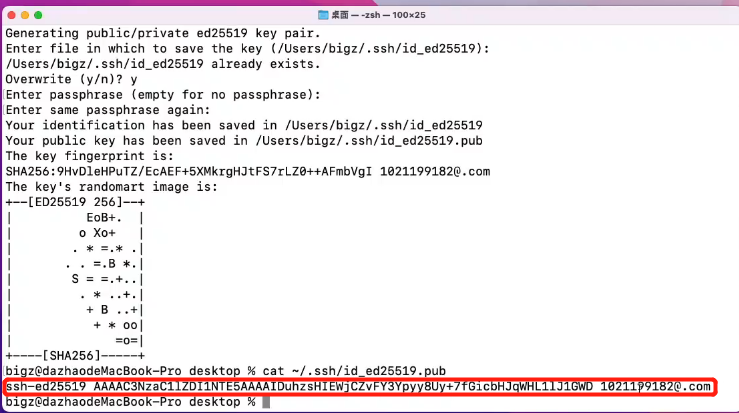 桌面 — -zsh — 100×25
Generating public/private ed25519 key pair.
Enter file in which to save the key (/Users/bigz/.ssh/id_ed25519):
/Users/bigz/.ssh/id_ed25519 already exists.
Overwrite (y/n)? y
Enter passphrase (empty for no passphrase):
Enter same passphrase again:
Your identification has been saved in /Users/bigz/.ssh/id_ed25519
Your public key has been saved in /Users/bigz/.ssh/id_ed25519.pub
The key fingerprint is:
SHA256:9HvDleHPuTZ/EcAEF+5XMkrgHJtFS7rLZ0++AFmbVgI 1021199182@.com
The key's randomart image is:
+--[ED25519 256]--+
|          EoB+.  |
|         o Xo+   |
|        . * =.* .|
|       . . =.B *.|
|        S = =.+..|
|         . * ..+.|
|          + B ..+|
|           + * oo|
|              =o=|
+----[SHA256]-----+
bigz@dazhaodeMacBook-Pro desktop % cat ~/.ssh/id_ed25519.pub
ssh-ed25519 AAAAC3NzaC1lZDI1NTE5AAAAIDuhzsHIEWjCZvFY3Ypyy8Uy+7fGicbHJqWHL1lJ1GWD 1021199182@.com
bigz@dazhaodeMacBook-Pro desktop %